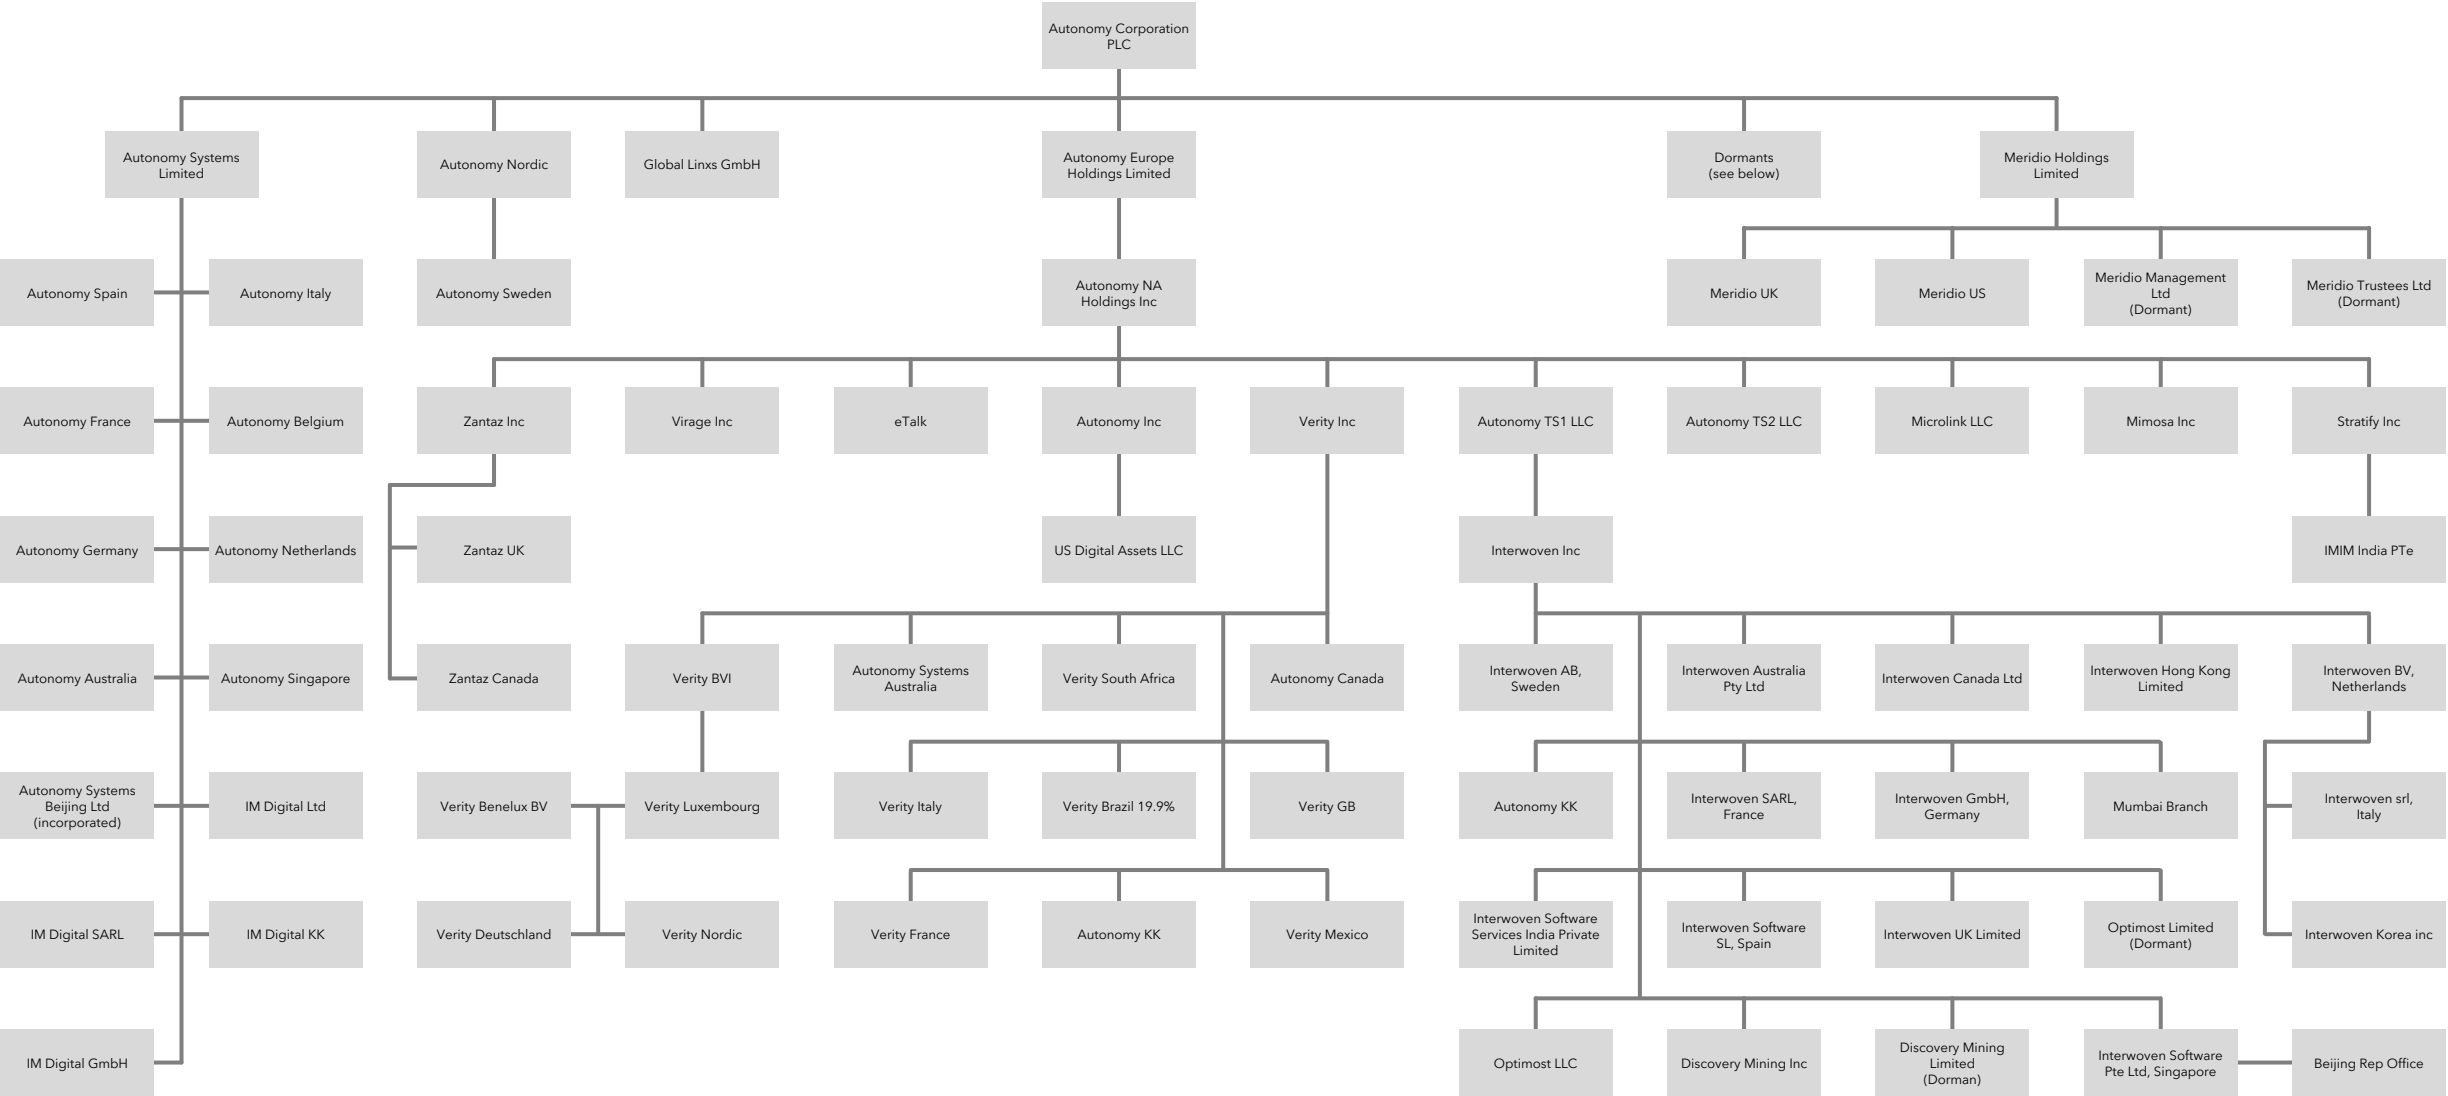 Autonomy Corporation
PLC
Autonomy Systems
Limited
Autonomy Nordic
Global Linxs GmbH
Autonomy Europe
Holdings Limited
Dormants
(see below)
Meridio Holdings
Limited
Autonomy Spain
Autonomy Italy
Autonomy Sweden
Autonomy NA
Holdings Inc
Meridio UK
Meridio US
Meridio Management
Ltd
(Dormant)
Meridio Trustees Ltd
(Dormant)
Autonomy France
Autonomy Belgium
Zantaz Inc
Virage Inc
eTalk
Autonomy Inc
Verity Inc
Autonomy TS1 LLC
Autonomy TS2 LLC
Microlink LLC
Mimosa Inc
Stratify Inc
Autonomy Germany
Autonomy Netherlands
Zantaz UK
US Digital Assets LLC
Interwoven Inc
IMIM India PTe
Autonomy Australia
Autonomy Singapore
Zantaz Canada
Verity BVI
Autonomy Systems
Australia
Verity South Africa
Autonomy Canada
Interwoven AB,
Sweden
Interwoven Australia
Pty Ltd
Interwoven Canada Ltd
Interwoven Hong Kong
Limited
Interwoven BV,
Netherlands
Autonomy Systems
Beijing Ltd
(incorporated)
IM Digital Ltd
Verity Benelux BV
Verity Luxembourg
Verity Italy
Verity Brazil 19.9%
Verity GB
Autonomy KK
Interwoven SARL,
France
Interwoven GmbH,
Germany
Mumbai Branch
Interwoven srl,
Italy
IM Digital SARL
IM Digital KK
Verity Deutschland
Verity Nordic
Verity France
Autonomy KK
Verity Mexico
Interwoven Software
Services India Private
Limited
Interwoven Software
SL, Spain
Interwoven UK Limited
Optimost Limited
(Dormant)
Interwoven Korea inc
IM Digital GmbH
Optimost LLC
Discovery Mining Inc
Discovery Mining
Limited
(Dorman)
Interwoven Software
Pte Ltd, Singapore
Beijing Rep Office